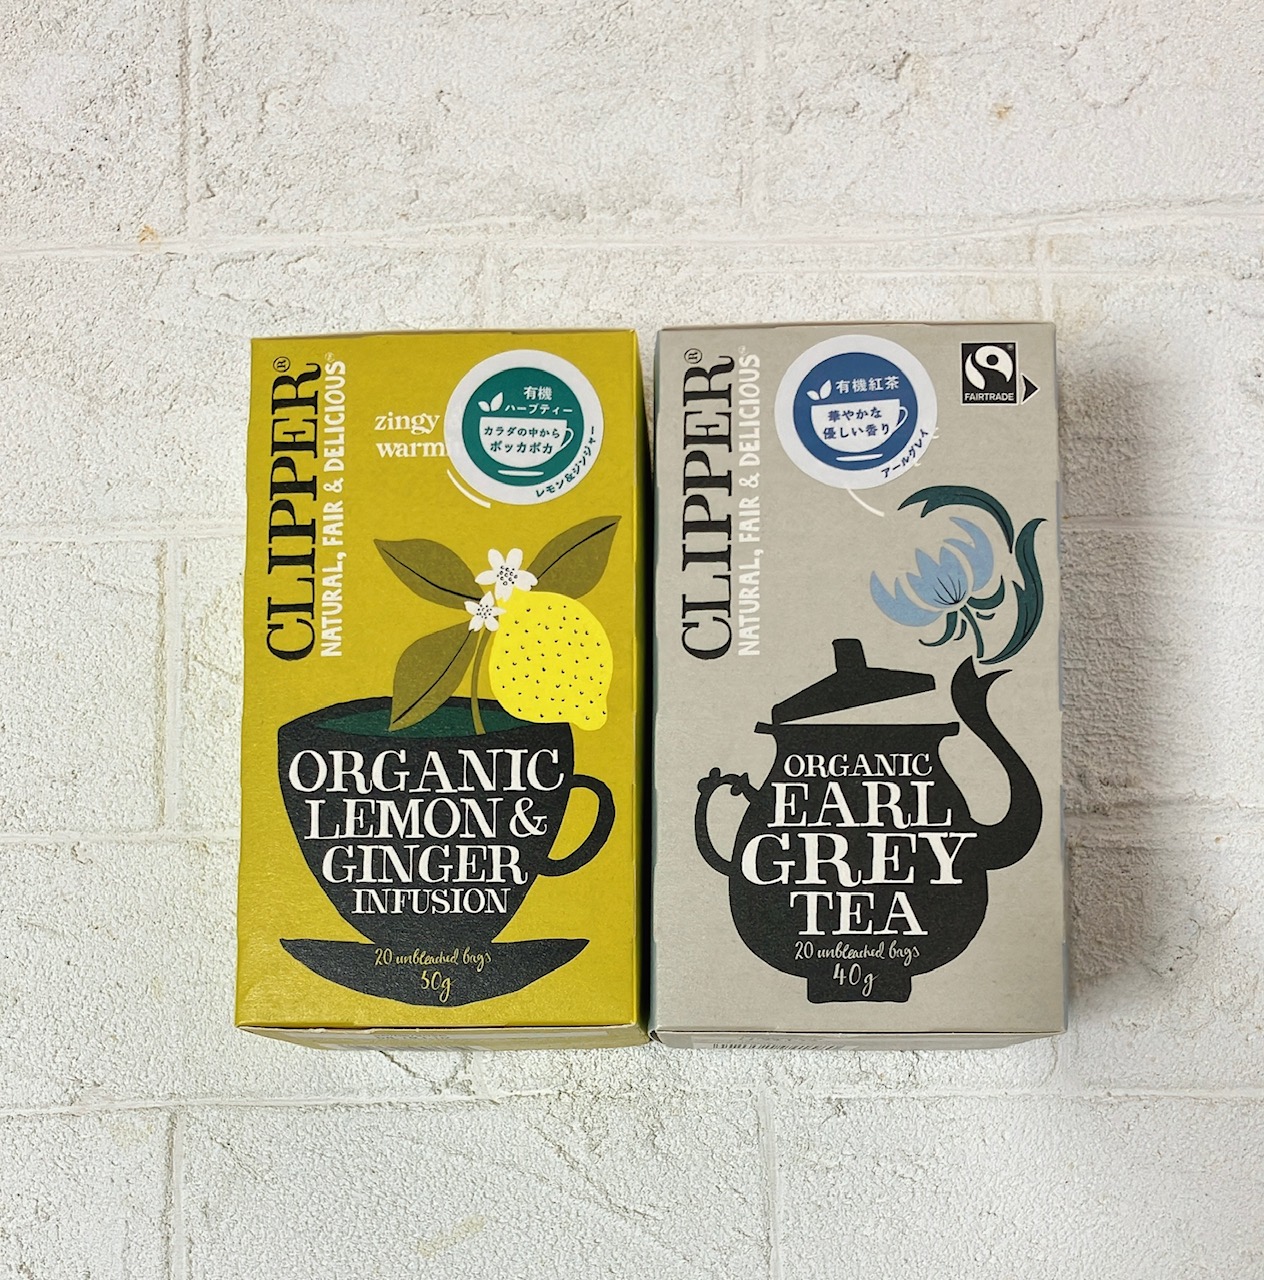 CLIPPER®
NATURAL, FAIR & DELICIOUS
zingy
有機
ハーブティー
カラダの中から
ポッカポカ
レモン&ジンジャー
ORGANIC
LEMON &
GINGER
INFUSION
20 unbleached bags
50g
CLIPPER®
NATURAL, FAIR & DELICIOUS
有機紅茶
華やかな
優しい香り
アールグレイ
FAIRTRADE
ORGANIC
EARL
GREY
TEA
20 unbleached bags
40g